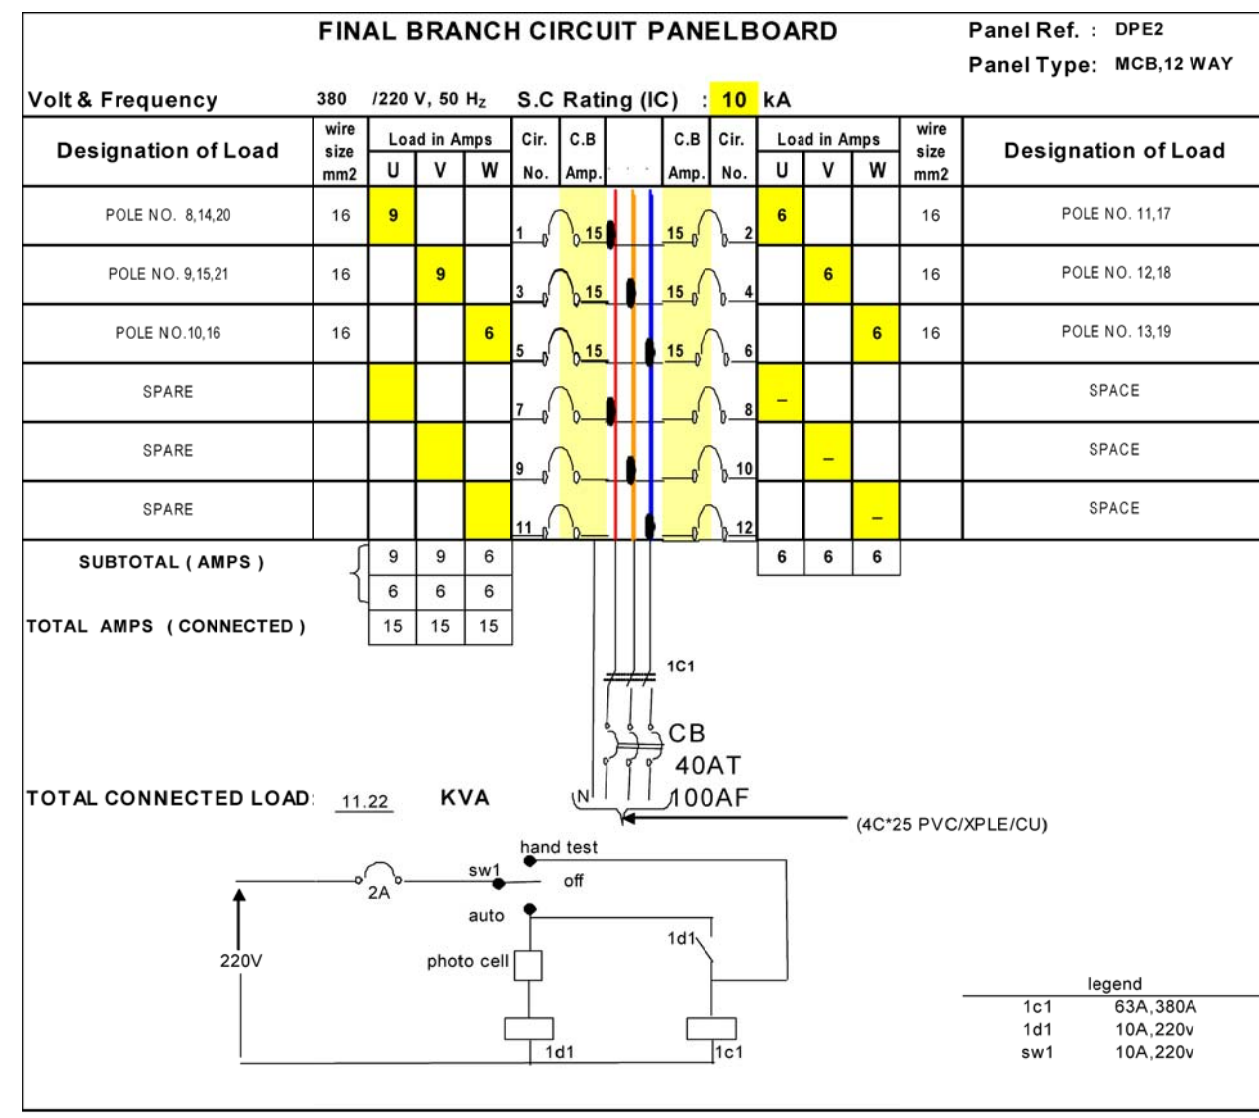 FINAL BRANCH CIRCUIT PANELBOARD Panel Ref. : DPE2
Panel Type: MCB,12 WAY
Volt & Frequency 380 /220 V, 50 Hz S.C Rating (IC) : 10 kA
Designation of Load wire size mm2 Load in Amps U V W Cir. No. C.B Amp. C.B Amp. Cir. No. Load in Amps U V W wire size mm2 Designation of Load
POLE NO. 8,14,20 16 9 1 15 15 2 6 16 POLE NO. 11,17
POLE NO. 9,15,21 16 9 3 15 15 4 6 16 POLE NO. 12,18
POLE NO.10,16 16 6 5 15 15 6 6 16 POLE NO. 13,19
SPARE 7 8 – SPACE
SPARE 9 10 – SPACE
SPARE 11 12 – SPACE
SUBTOTAL ( AMPS ) 9 9 6 6 6 6
6 6 6
TOTAL AMPS ( CONNECTED ) 15 15 15
1C1
CB
40AT
TOTAL CONNECTED LOAD: 11.22 KVA N 100AF
(4C*25 PVC/XPLE/CU)
hand test
sw1 off
2A
auto
1d1
220V photo cell
legend
1c1 63A,380A
1d1 10A,220v
sw1 10A,220v
1d1 1c1